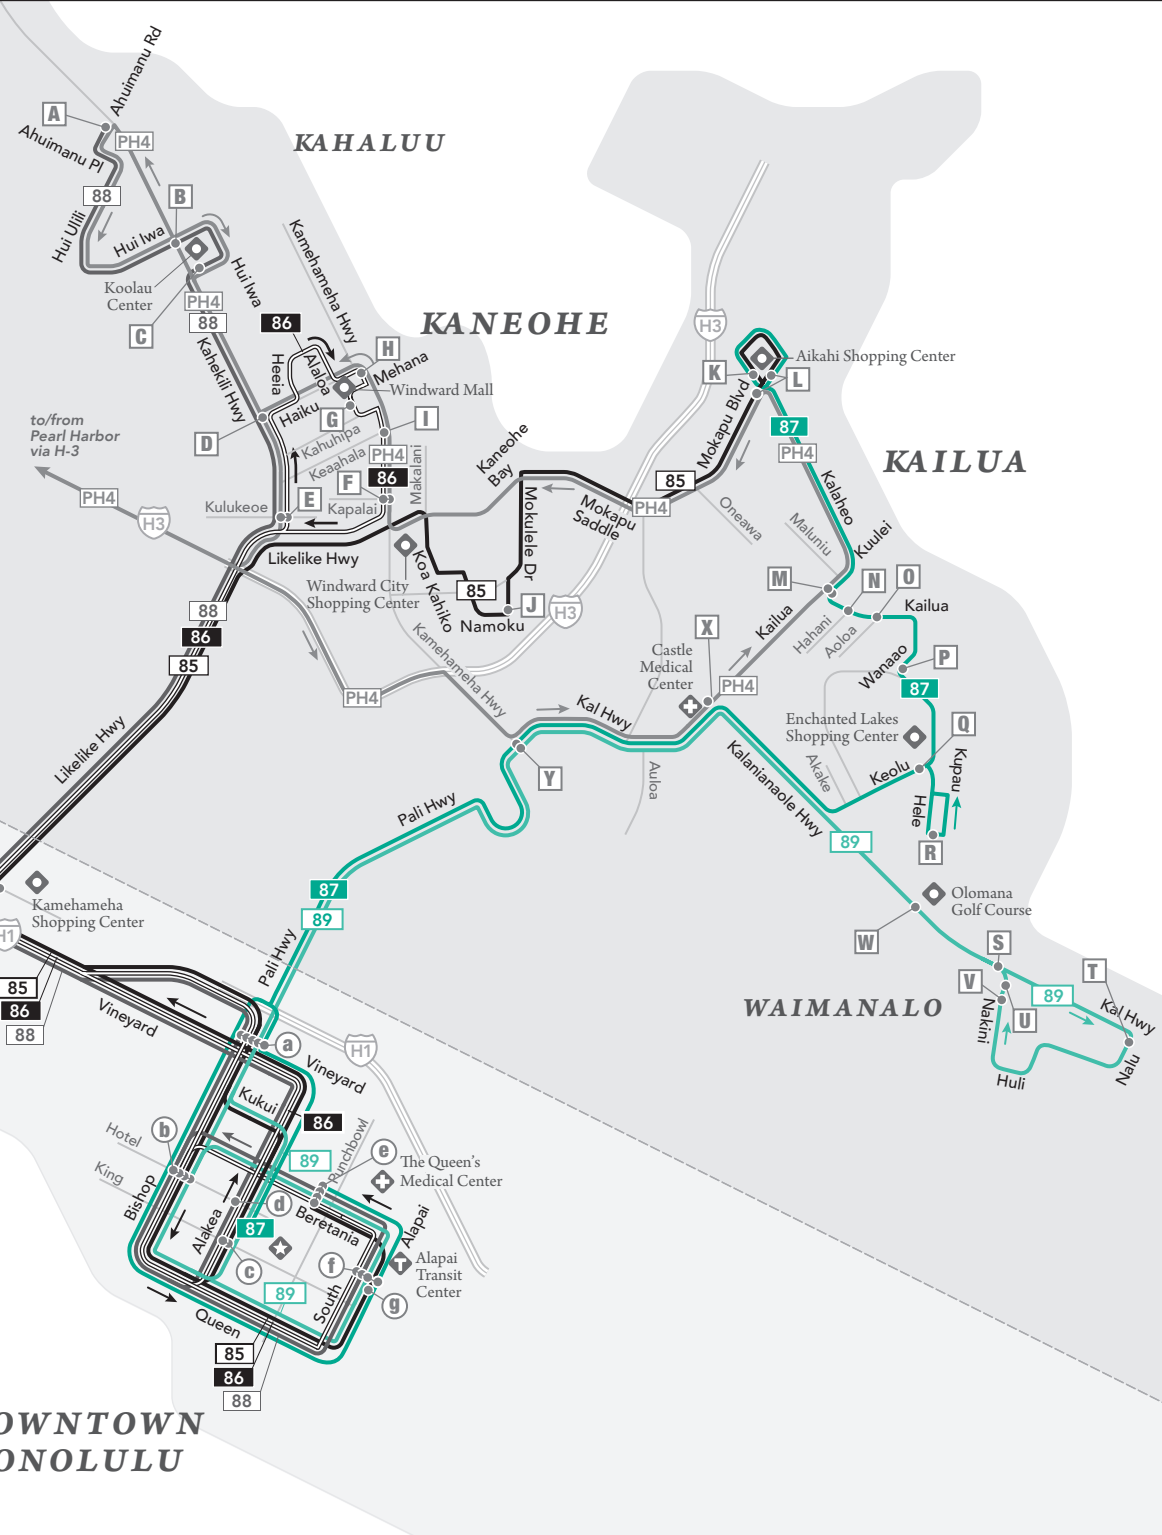 Ahuimanu Rd
A
Ahuimanu Pl
PH4
KAHALUU
88
B
Hui Ulili
Hui Iwa
Koolau
Center
Hui Iwa
Kamehameha Hwy
PH4
88
C
86
KANEOHE
H3
H
Heeia
Alaloa
Mehana
Kahekili Hwy
Windward Mall
Aikahi Shopping Center
K
L
Haiku
G
I
D
Mokapu Blvd
87
PH4
KAILUA
to/from
Pearl Harbor
via H-3
Kahuhipa
Keaahala
PH4
86
Makalani
Kaneohe
Bay
85
Kalaheo
F
E
PH4
H3
Kulukeoe
Kapalai
Mokulele Dr
Mokapu
Saddle
PH4
Oneawa
Maluniu
Kuulei
Likelike Hwy
Windward City
Shopping Center
Koa Kahiko
85
J
Namoku
H3
M
N
O
Kailua
88
86
85
Kamehameha Hwy
X
Kailua
Hahani
Aoloa
Castle
Medical
Center
PH4
Wanaao
P
87
PH4
Kal Hwy
Enchanted Lakes
Shopping Center
Q
Likelike Hwy
Y
Auloa
Kalanianaole Hwy
Akake
Keolu
Kupau
Hele
Pali Hwy
89
R
Kamehameha
Shopping Center
87
89
Olomana
Golf Course
H1
Pali Hwy
W
S
T
V
85
86
88
Vineyard
WAIMANALO
89
U
Kal Hwy
Nakini
Huli
Nalu
a
H1
Vineyard
Kukui
86
Hotel
b
King
89
Punchbowl
e
The Queen's
Medical Center
Bishop
Alakea
d
87
Beretania
Alapai
c
f
Alapai
Transit
Center
89
South
g
Queen
85
86
88
OWNTOWN
ONOLULU